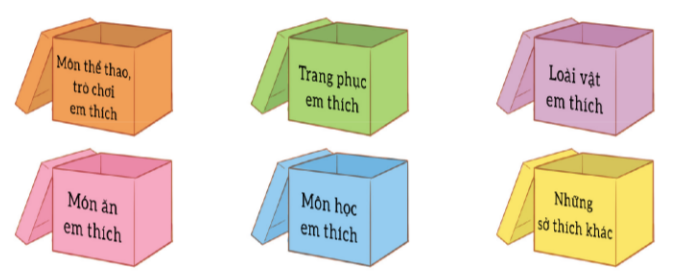 Môn thể thao,
trò chơi
em thích
Trang phục
em thích
Loài vật
em thích
Món ăn
em thích
Môn học
em thích
Những
sở thích khác